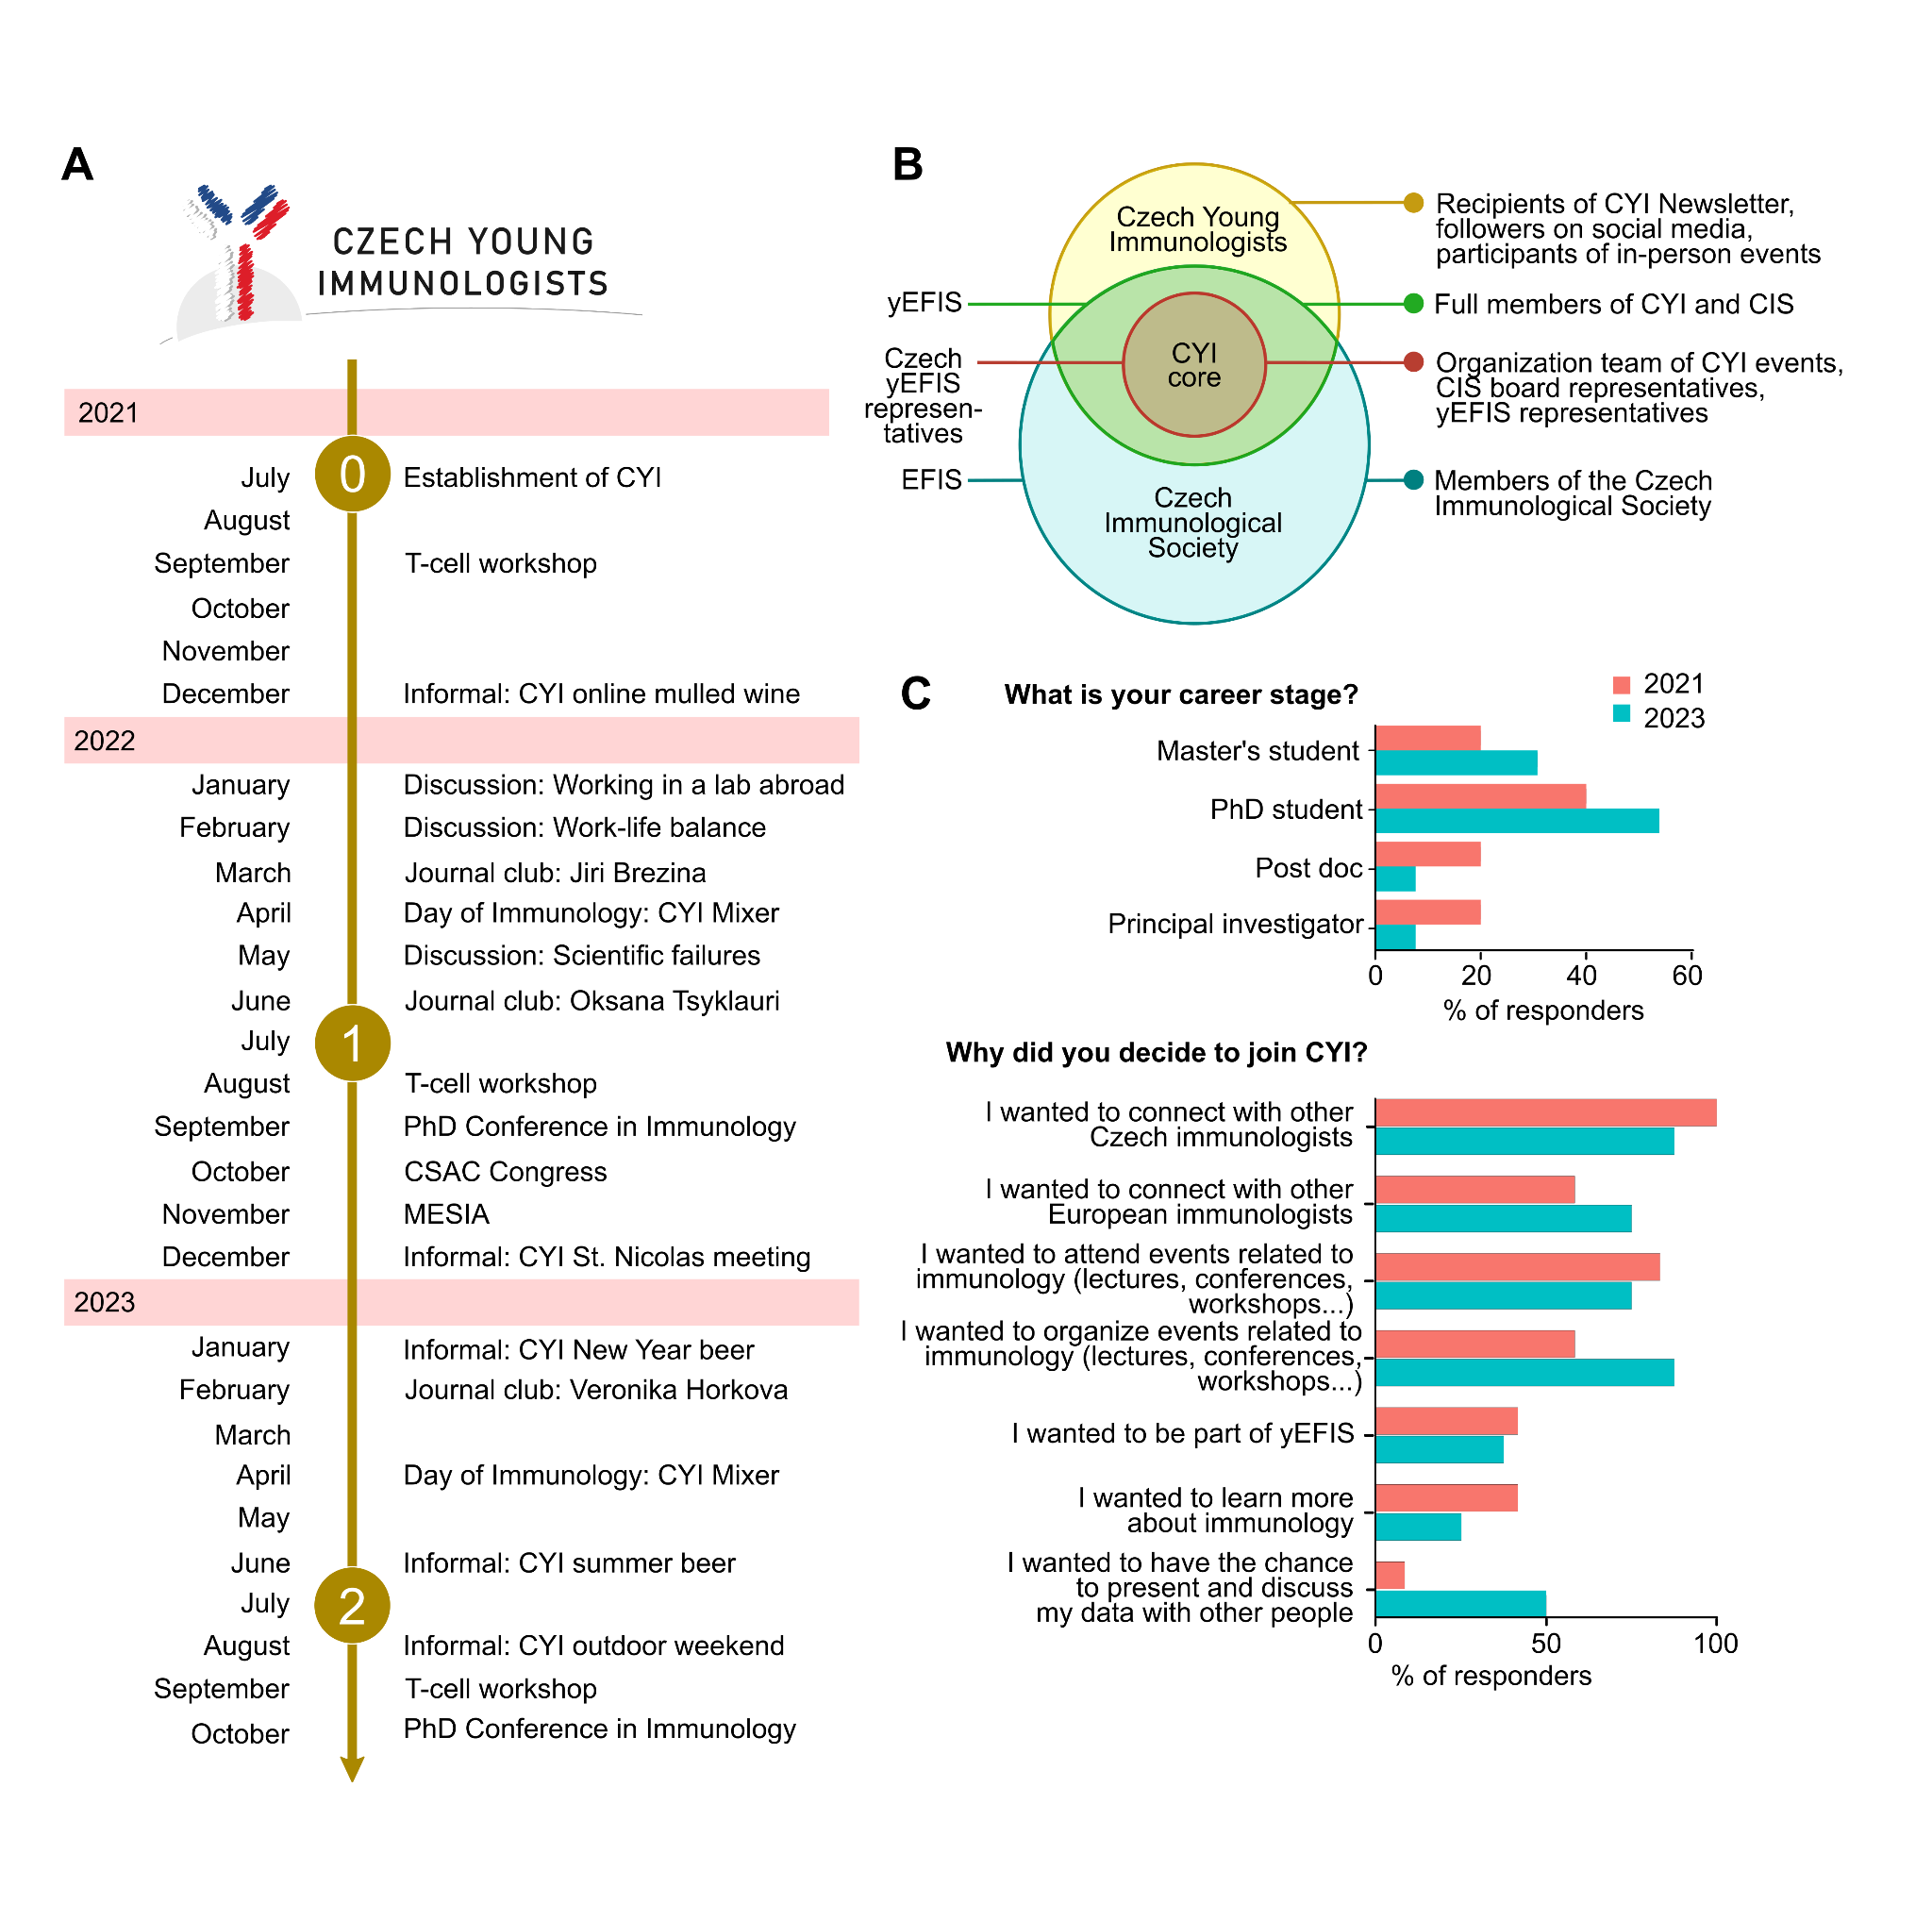 A
CZECH YOUNG
IMMUNOLOGISTS
2021
July 0 Establishment of CYI
August
September T-cell workshop
October
November
December Informal: CYI online mulled wine
2022
January Discussion: Working in a lab abroad
February Discussion: Work-life balance
March Journal club: Jiri Brezina
April Day of Immunology: CYI Mixer
May Discussion: Scientific failures
June Journal club: Oksana Tsyklauri
July 1
August T-cell workshop
September PhD Conference in Immunology
October CSAC Congress
November MESIA
December Informal: CYI St. Nicolas meeting
2023
January Informal: CYI New Year beer
February Journal club: Veronika Horkova
March
April Day of Immunology: CYI Mixer
May
June Informal: CYI summer beer
July 2
August Informal: CYI outdoor weekend
September T-cell workshop
October PhD Conference in Immunology
B
Czech Young
Immunologists
CYI
core
Czech
Immunological
Society
yEFIS
Czech
yEFIS
represen-
tatives
EFIS
Recipients of CYI Newsletter,
followers on social media,
participants of in-person events
Full members of CYI and CIS
Organization team of CYI events,
CIS board representatives,
yEFIS representatives
Members of the Czech
Immunological Society
C
What is your career stage?
2021
2023
Master's student
PhD student
Post doc
Principal investigator
0 20 40 60
% of responders
Why did you decide to join CYI?
I wanted to connect with other
Czech immunologists
I wanted to connect with other
European immunologists
I wanted to attend events related to
immunology (lectures, conferences,
workshops...)
I wanted to organize events related to
immunology (lectures, conferences,
workshops...)
I wanted to be part of yEFIS
I wanted to learn more
about immunology
I wanted to have the chance
to present and discuss
my data with other people
0 50 100
% of responders